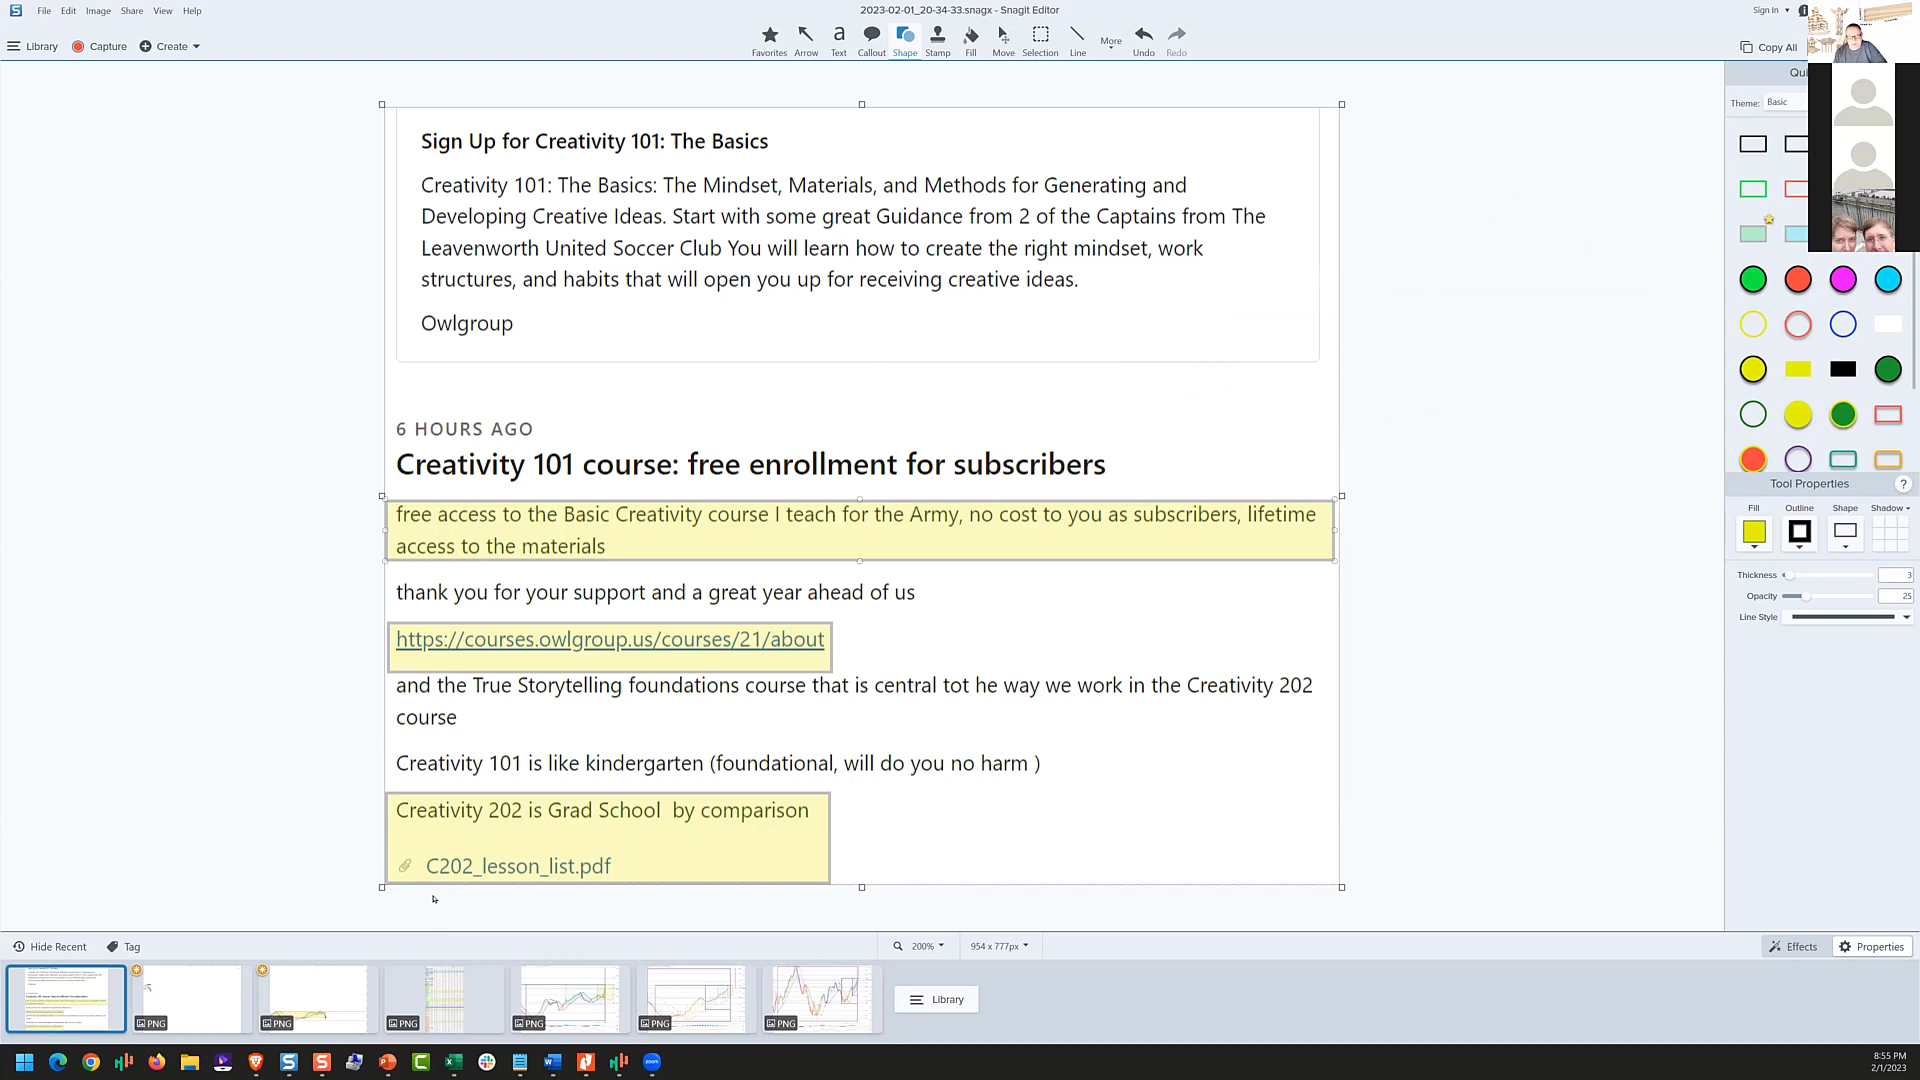 2023-02-01_20-34-33.snagx - Snagit Editor
File Edit Image Share View Help
Sign In
Library Capture Create
Favorites Arrow Text Callout Shape Stamp Fill Move Selection Line More Undo Redo
Copy All
Theme: Basic
Sign Up for Creativity 101: The Basics
Creativity 101: The Basics: The Mindset, Materials, and Methods for Generating and
Developing Creative Ideas. Start with some great Guidance from 2 of the Captains from The
Leavenworth United Soccer Club You will learn how to create the right mindset, work
structures, and habits that will open you up for receiving creative ideas.
Owlgroup
6 HOURS AGO
Creativity 101 course: free enrollment for subscribers
free access to the Basic Creativity course I teach for the Army, no cost to you as subscribers, lifetime
access to the materials
thank you for your support and a great year ahead of us
https://courses.owlgroup.us/courses/21/about
and the True Storytelling foundations course that is central tot he way we work in the Creativity 202
course
Creativity 101 is like kindergarten (foundational, will do you no harm )
Creativity 202 is Grad School by comparison
C202_lesson_list.pdf
Tool Properties ?
Fill Outline Shape Shadow
Thickness 3
Opacity 25
Line Style
Hide Recent Tag
200% 954 x 777px
Effects Properties
PNG PNG PNG PNG PNG PNG
Library
8:55 PM
2/1/2023